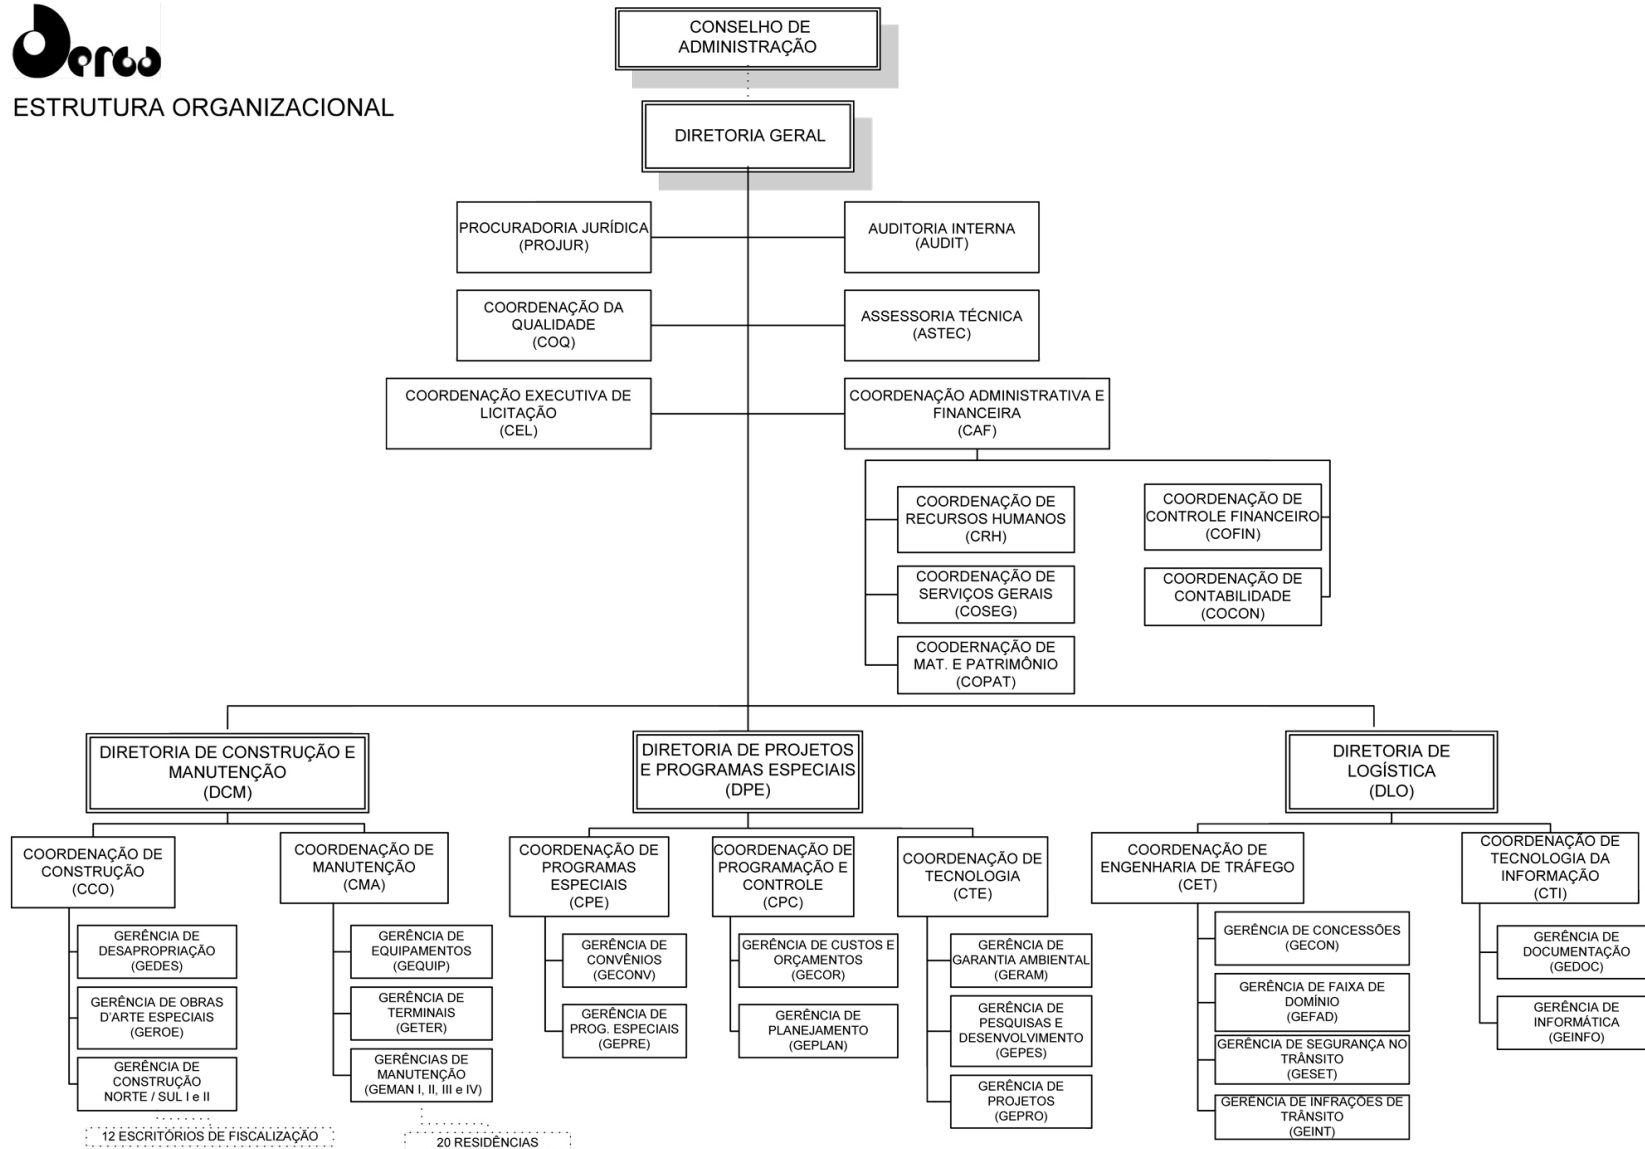 Derba
ESTRUTURA ORGANIZACIONAL
CONSELHO DE
ADMINISTRAÇÃO
DIRETORIA GERAL
PROCURADORIA JURÍDICA
(PROJUR)
AUDITORIA INTERNA
(AUDIT)
COORDENAÇÃO DA
QUALIDADE
(COQ)
ASSESSORIA TÉCNICA
(ASTEC)
COORDENAÇÃO EXECUTIVA DE
LICITAÇÃO
(CEL)
COORDENAÇÃO ADMINISTRATIVA E
FINANCEIRA
(CAF)
COORDENAÇÃO DE
RECURSOS HUMANOS
(CRH)
COORDENAÇÃO DE
CONTROLE FINANCEIRO
(COFIN)
COORDENAÇÃO DE
SERVIÇOS GERAIS
(COSEG)
COORDENAÇÃO DE
CONTABILIDADE
(COCON)
COODERNAÇÃO DE
MAT. E PATRIMÔNIO
(COPAT)
DIRETORIA DE CONSTRUÇÃO E
MANUTENÇÃO
(DCM)
DIRETORIA DE PROJETOS
E PROGRAMAS ESPECIAIS
(DPE)
DIRETORIA DE
LOGÍSTICA
(DLO)
COORDENAÇÃO DE
CONSTRUÇÃO
(CCO)
COORDENAÇÃO DE
MANUTENÇÃO
(CMA)
COORDENAÇÃO DE
PROGRAMAS
ESPECIAIS
(CPE)
COORDENAÇÃO DE
PROGRAMAÇÃO E
CONTROLE
(CPC)
COORDENAÇÃO DE
TECNOLOGIA
(CTE)
COORDENAÇÃO DE
ENGENHARIA DE TRÁFEGO
(CET)
COORDENAÇÃO DE
TECNOLOGIA DA
INFORMAÇÃO
(CTI)
GERÊNCIA DE
DESAPROPRIAÇÃO
(GEDES)
GERÊNCIA DE OBRAS
D'ARTE ESPECIAIS
(GEROE)
GERÊNCIA DE
CONSTRUÇÃO
NORTE / SUL I e II
12 ESCRITÓRIOS DE FISCALIZAÇÃO
GERÊNCIA DE
EQUIPAMENTOS
(GEQUIP)
GERÊNCIA DE
TERMINAIS
(GETER)
GERÊNCIAS DE
MANUTENÇÃO
(GEMAN I, II, III e IV)
20 RESIDÊNCIAS
GERÊNCIA DE
CONVÊNIOS
(GECONV)
GERÊNCIA DE
PROG. ESPECIAIS
(GEPRE)
GERÊNCIA DE CUSTOS E
ORÇAMENTOS
(GECOR)
GERÊNCIA DE
PLANEJAMENTO
(GEPLAN)
GERÊNCIA DE
GARANTIA AMBIENTAL
(GERAM)
GERÊNCIA DE
PESQUISAS E
DESENVOLVIMENTO
(GEPES)
GERÊNCIA DE
PROJETOS
(GEPRO)
GERÊNCIA DE CONCESSÕES
(GECON)
GERÊNCIA DE FAIXA DE
DOMÍNIO
(GEFAD)
GERÊNCIA DE SEGURANÇA NO
TRÂNSITO
(GESET)
GERÊNCIA DE INFRAÇÕES DE
TRÂNSITO
(GEINT)
GERÊNCIA DE
DOCUMENTAÇÃO
(GEDOC)
GERÊNCIA DE
INFORMÁTICA
(GEINFO)